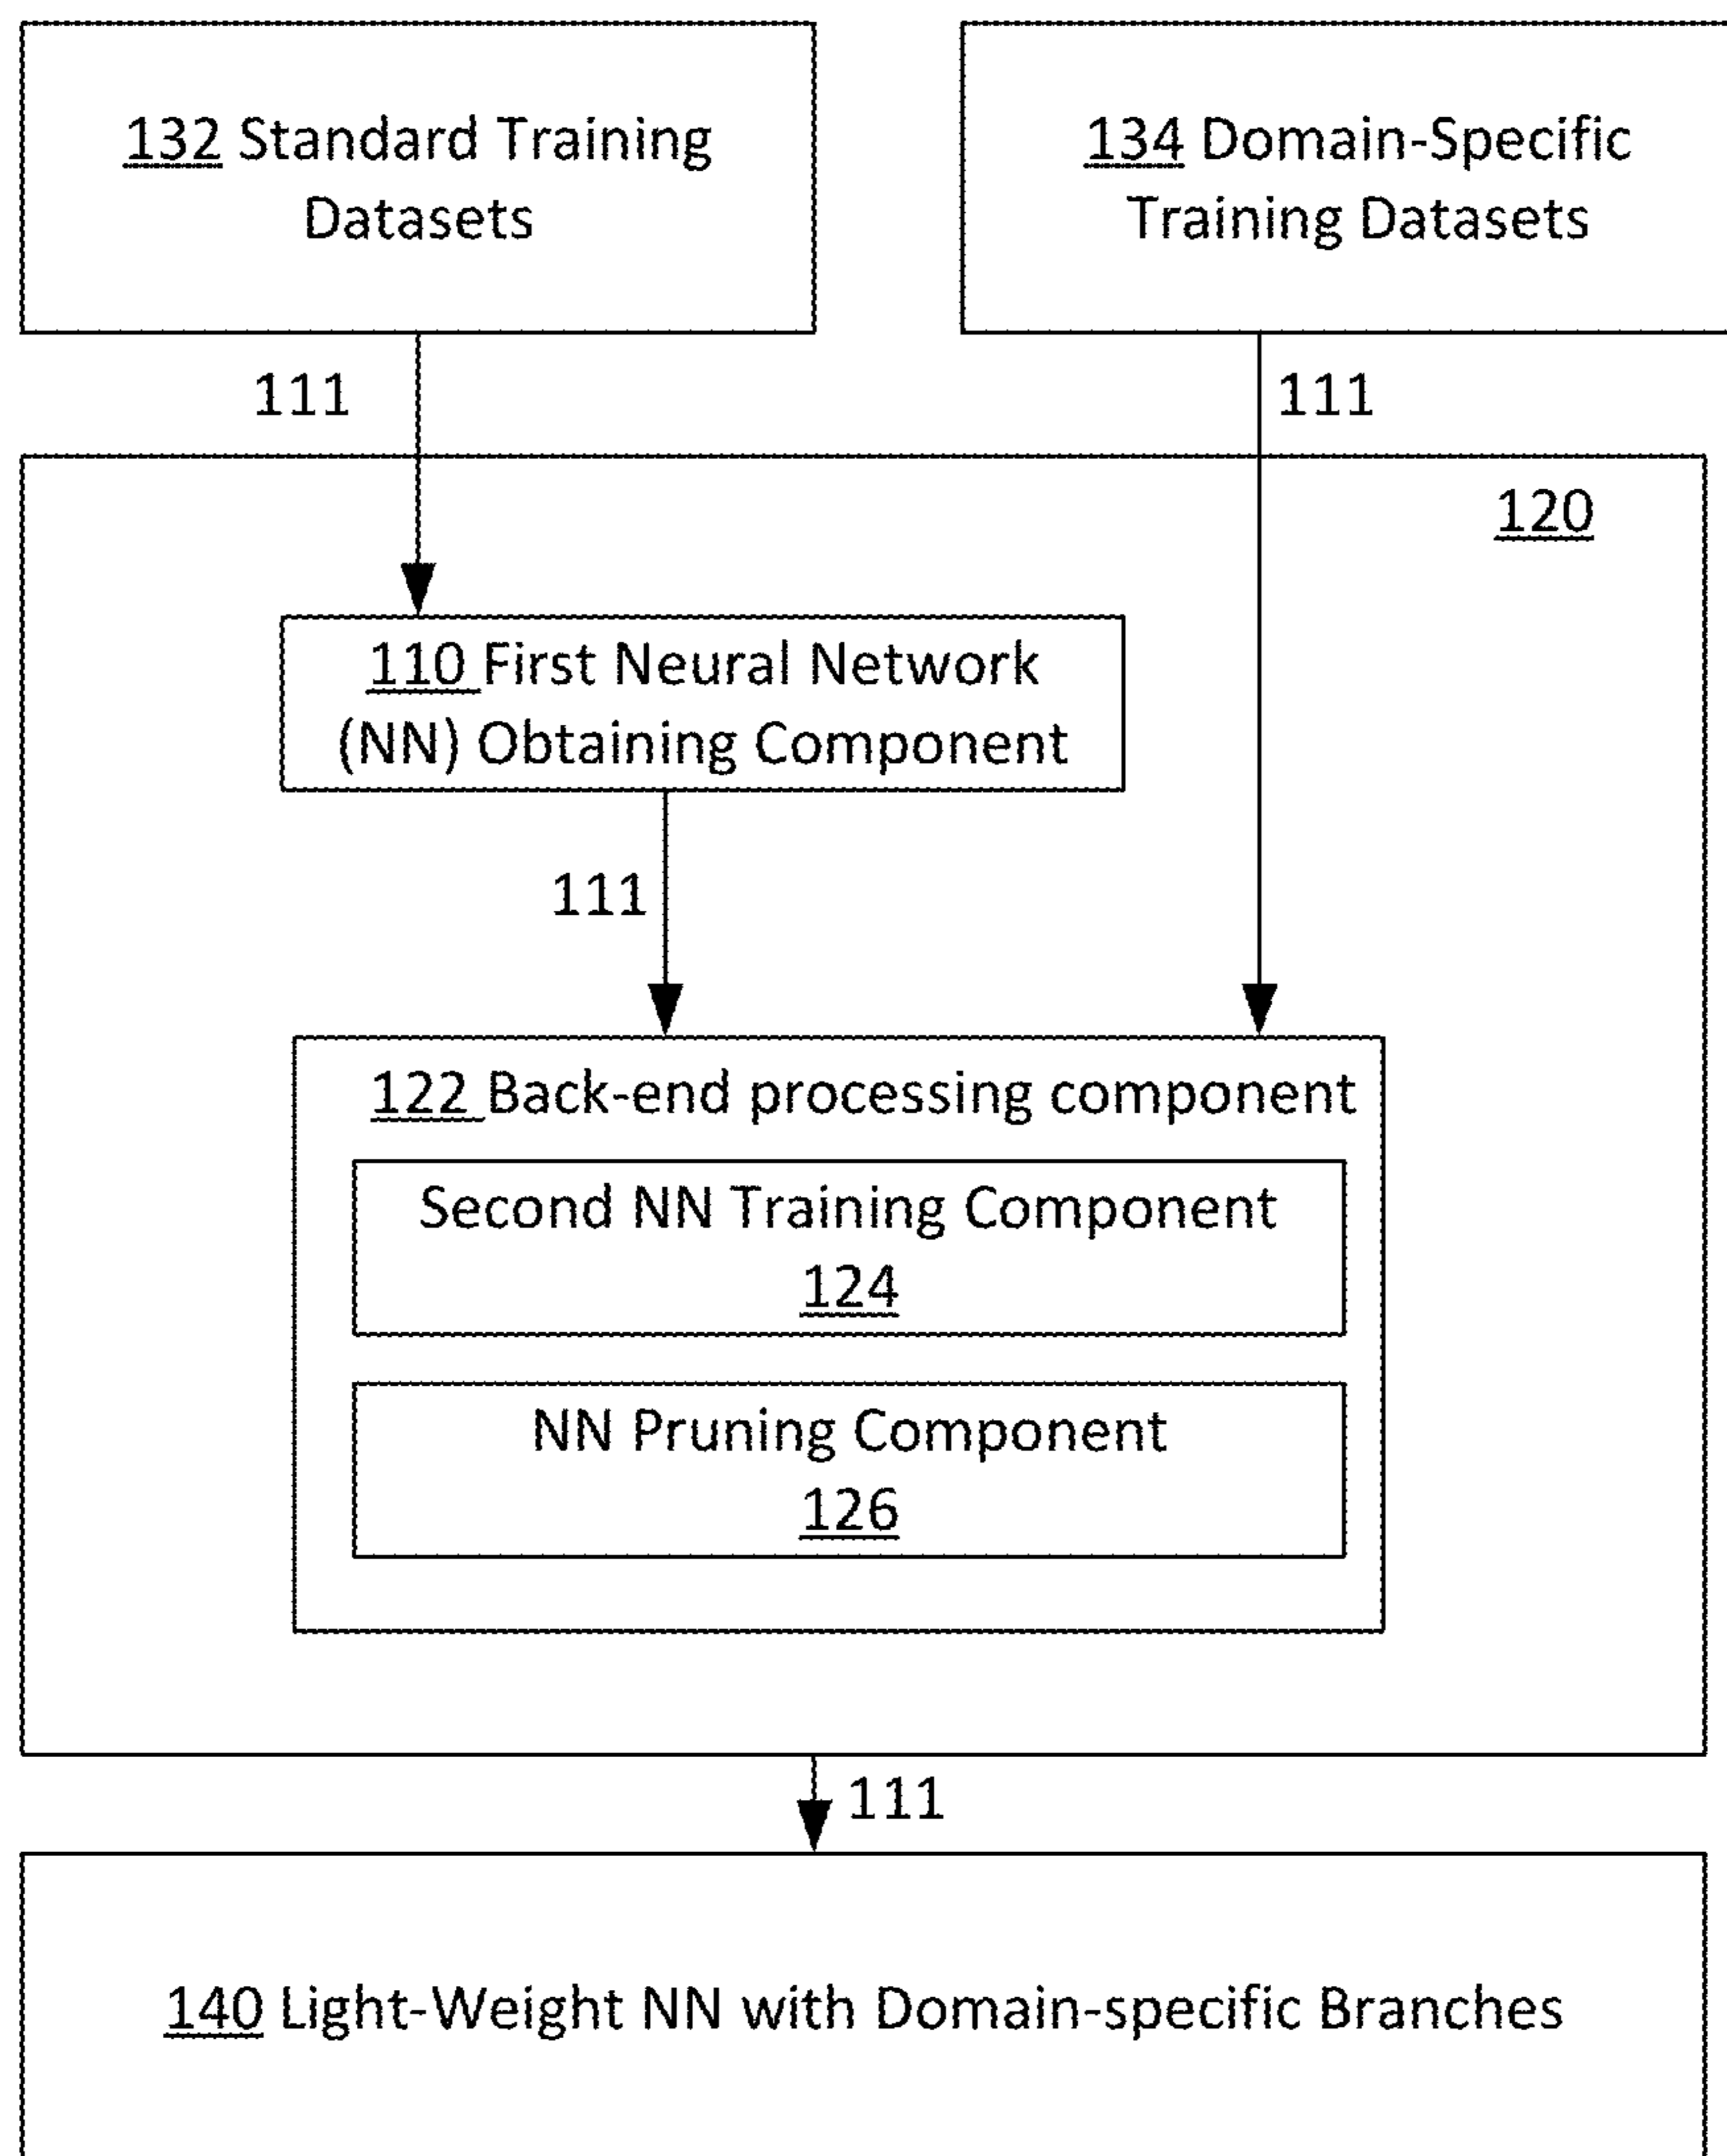 132 Standard Training
Datasets
134 Domain-Specific
Training Datasets
111
111
120
110 First Neural Network
(NN) Obtaining Component
111
122 Back-end processing component
Second NN Training Component
124
NN Pruning Component
126
111
140 Light-Weight NN with Domain-specific Branches